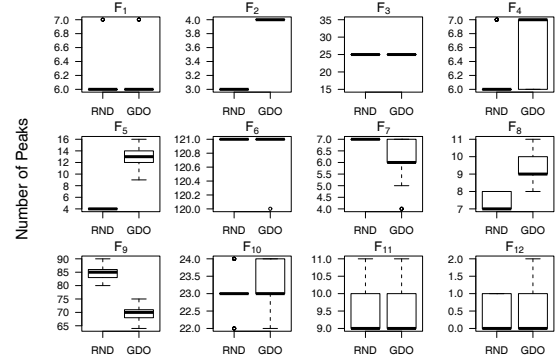 Number of Peaks
F1
7.0
6.8
6.6
6.4
6.2
6.0
RND GDO
F2
4.0
3.8
3.6
3.4
3.2
3.0
RND GDO
F3
35
30
25
20
15
RND GDO
F4
7.0
6.8
6.6
6.4
6.2
6.0
RND GDO
F5
16
14
12
10
8
6
4
RND GDO
F6
121.0
120.8
120.6
120.4
120.2
120.0
RND GDO
F7
7.0
6.5
6.0
5.5
5.0
4.5
4.0
RND GDO
F8
11
10
9
8
7
RND GDO
F9
90
85
80
75
70
65
RND GDO
F10
24.0
23.5
23.0
22.5
22.0
RND GDO
F11
11.0
10.5
10.0
9.5
9.0
RND GDO
F12
2.0
1.5
1.0
0.5
0.0
RND GDO